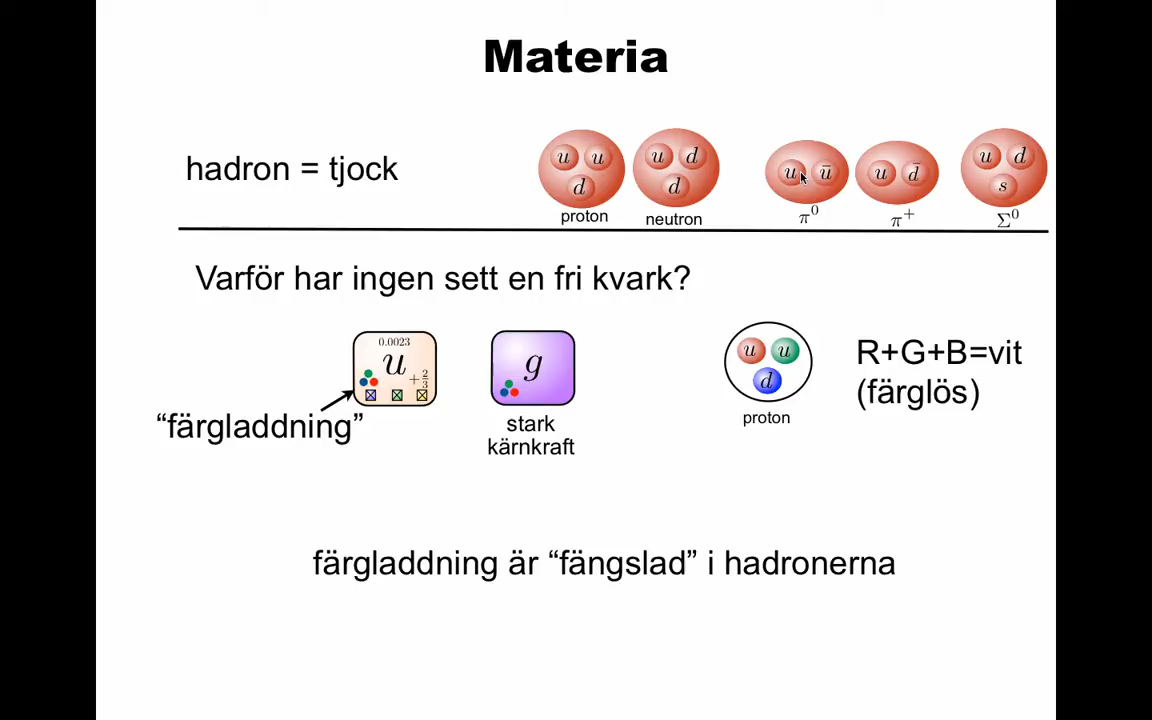 Materia
hadron = tjock
u u d
proton
u d d
neutron
u ū
π⁰
u d̄
π⁺
u d s
Σ⁰
Varför har ingen sett en fri kvark?
0.0023
u
+2/3
“färgladdning”
g
stark
kärnkraft
u u d
proton
R+G+B=vit
(färglös)
färgladdning är “fängslad” i hadronerna